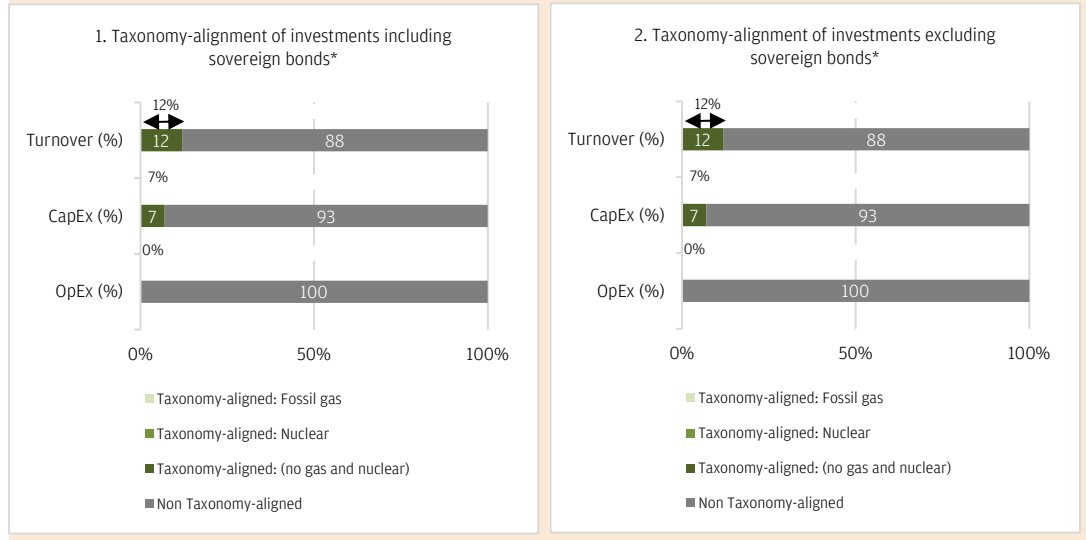 1. Taxonomy-alignment of investments including
sovereign bonds*
12%
Turnover (%)
12
88
7%
CapEx (%)
7
93
0%
OpEx (%)
100
0%
50%
100%
Taxonomy-aligned: Fossil gas
Taxonomy-aligned: Nuclear
Taxonomy-aligned: (no gas and nuclear)
Non Taxonomy-aligned
2. Taxonomy-alignment of investments excluding
sovereign bonds*
12%
Turnover (%)
12
88
7%
CapEx (%)
7
93
0%
OpEx (%)
100
0%
50%
100%
Taxonomy-aligned: Fossil gas
Taxonomy-aligned: Nuclear
Taxonomy-aligned: (no gas and nuclear)
Non Taxonomy-aligned